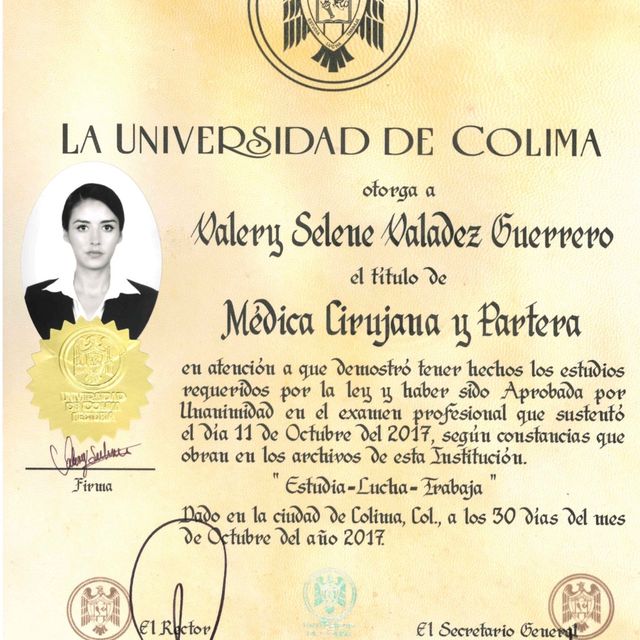 LA UNIVERSIDAD DE COLIMA
otorga a
Valery Selene Valadez Guerrero
el título de
Médica Cirujana y Partera
en atención a que demostró tener hechos los estudios
requeridos por la ley y haber sido Aprobada por
Unanimidad en el examen profesional que sustentó
el día 11 de Octubre del 2017, según constancias que
obran en los archivos de esta Institución.
" Estudia-Lucha-Trabaja "
Dado en la ciudad de Colima, Col., a los 30 días del mes
de Octubre del año 2017.
UNIVERSIDAD
DE COLIMA
Firma
El Rector
El Secretario General